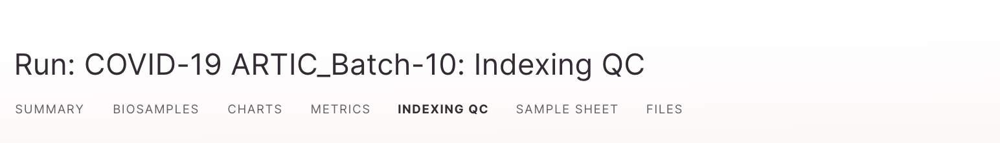 Run: COVID-19 ARTIC_Batch-10: Indexing QC
SUMMARY BIOSAMPLES CHARTS METRICS INDEXING QC SAMPLE SHEET FILES